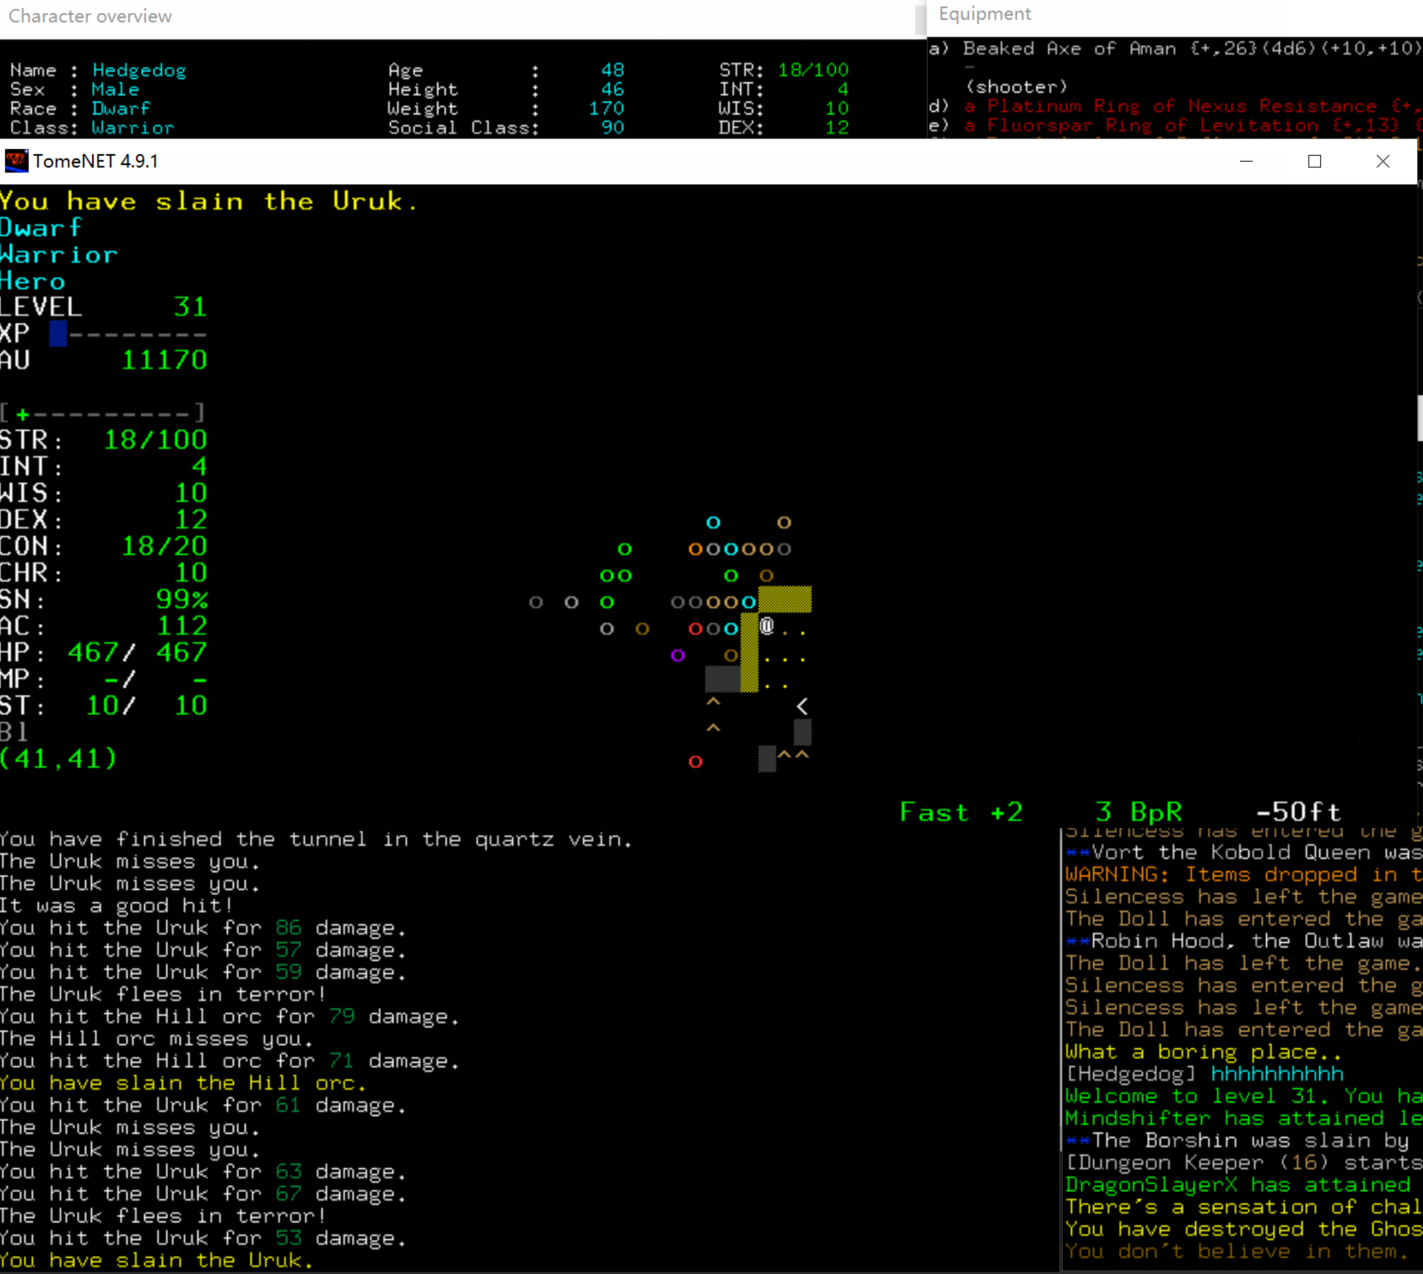 Character overview
Equipment
Name : Hedgedog Age : 48 STR: 18/100
Sex : Male Height : 46 INT: 4
Race : Dwarf Weight : 170 WIS: 10
Class: Warrior Social Class: 90 DEX: 12
a) Beaked Axe of Aman {+,26}(4d6)(+10,+10)
(shooter)
d) a Platinum Ring of Nexus Resistance {+,
e) a Fluorspar Ring of Levitation {+,13} {
TomeNET 4.9.1
You have slain the Uruk.
Dwarf
Warrior
Hero
LEVEL 31
XP ---------
AU 11170
[+---------]
STR: 18/100
INT: 4
WIS: 10
DEX: 12
CON: 18/20
CHR: 10
SN: 99%
AC: 112
HP: 467/ 467
MP: -/ -
ST: 10/ 10
Bl
(41,41)
o o
o oooooo
oo o o
o o o ooooo
o o ooo @..
o o ...
..
^ <
^
o ^^
Fast +2 3 BpR -50ft
You have finished the tunnel in the quartz vein.
The Uruk misses you.
The Uruk misses you.
It was a good hit!
You hit the Uruk for 86 damage.
You hit the Uruk for 57 damage.
You hit the Uruk for 59 damage.
The Uruk flees in terror!
You hit the Hill orc for 79 damage.
The Hill orc misses you.
You hit the Hill orc for 71 damage.
You have slain the Hill orc.
You hit the Uruk for 61 damage.
The Uruk misses you.
The Uruk misses you.
You hit the Uruk for 63 damage.
You hit the Uruk for 67 damage.
The Uruk flees in terror!
You hit the Uruk for 53 damage.
You have slain the Uruk.
Silencess has entered the g
**Vort the Kobold Queen was
WARNING: Items dropped in t
Silencess has left the game
The Doll has entered the ga
**Robin Hood, the Outlaw wa
The Doll has left the game.
Silencess has entered the g
Silencess has left the game
The Doll has entered the ga
What a boring place..
[Hedgedog] hhhhhhhhhh
Welcome to level 31. You ha
Mindshifter has attained le
**The Borshin was slain by
[Dungeon Keeper (16) starts
DragonSlayerX has attained
There's a sensation of chal
You have destroyed the Ghos
You don't believe in them.